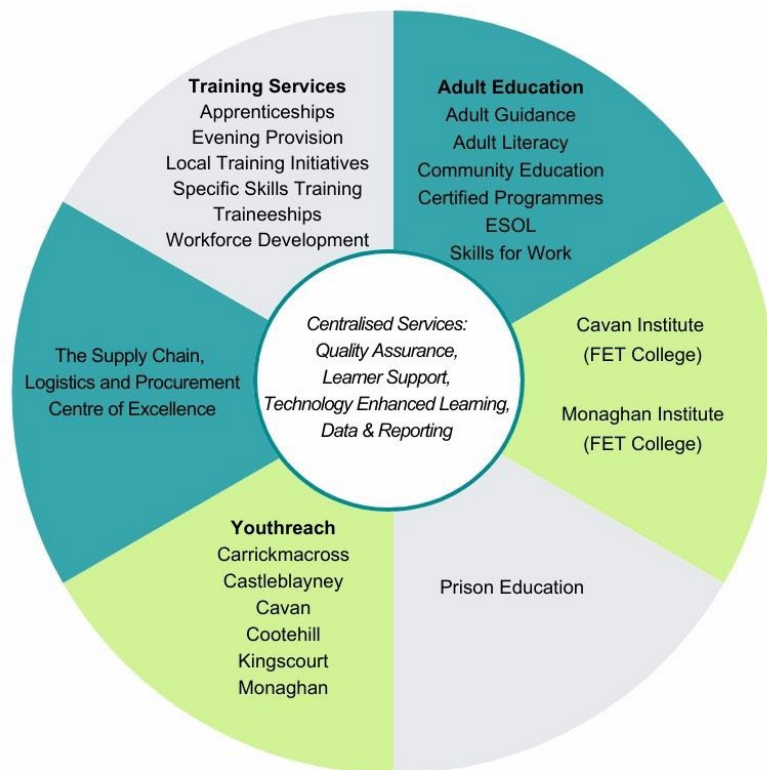 Training Services
Apprenticeships
Evening Provision
Local Training Initiatives
Specific Skills Training
Traineeships
Workforce Development
Adult Education
Adult Guidance
Adult Literacy
Community Education
Certified Programmes
ESOL
Skills for Work
Cavan Institute
(FET College)
Monaghan Institute
(FET College)
Prison Education
Youthreach
Carrickmacross
Castleblayney
Cavan
Cootehill
Kingscourt
Monaghan
The Supply Chain,
Logistics and Procurement
Centre of Excellence
Centralised Services:
Quality Assurance,
Learner Support,
Technology Enhanced Learning,
Data & Reporting